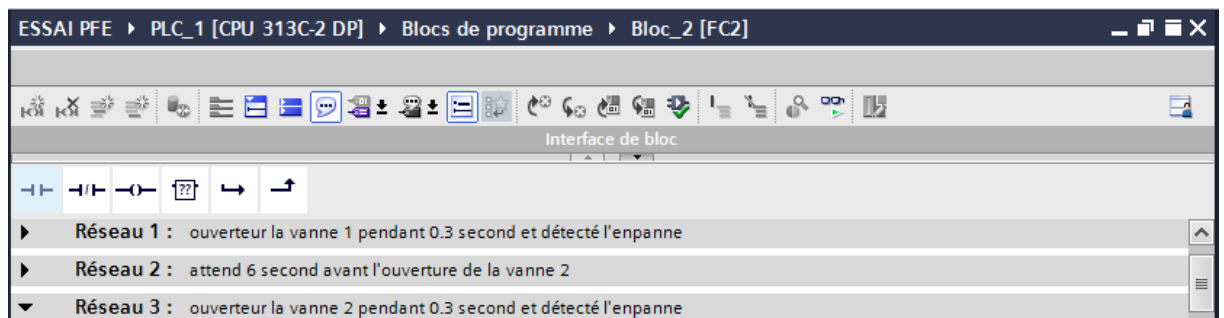 ESSAI PFE ▸ PLC_1 [CPU 313C-2 DP] ▸ Blocs de programme ▸ Bloc_2 [FC2]
Interface de bloc
??
Réseau 1 : ouverteur la vanne 1 pendant 0.3 second et détecté l'enpanne
Réseau 2 : attend 6 second avant l'ouverture de la vanne 2
Réseau 3 : ouverteur la vanne 2 pendant 0.3 second et détecté l'enpanne